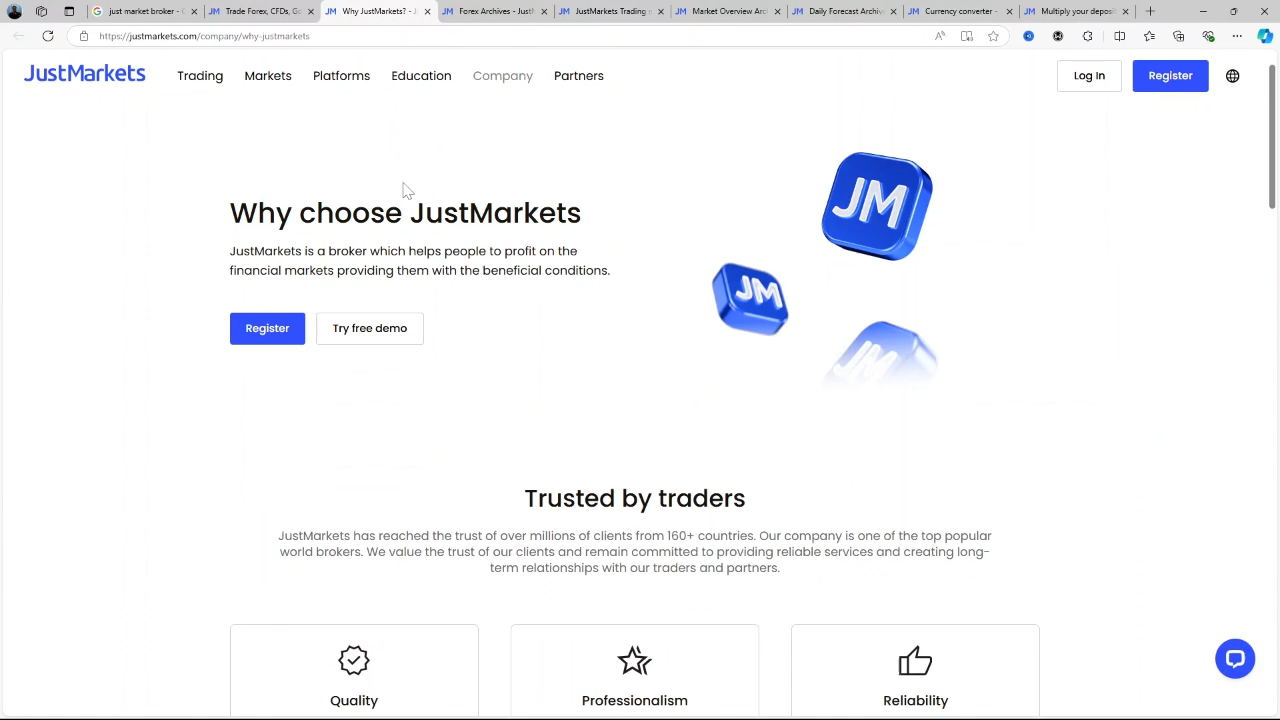 just market broker - G
Trade Forex, CFDs, Go
Why JustMarkets? - J
Forex Archives - Just
JustMarkets Trading
Market Overview Arc
Daily Forecast Archiv
Currency converter -
Multiply your deposit
https://justmarkets.com/company/why-justmarkets
JustMarkets
Trading
Markets
Platforms
Education
Company
Partners
Log In
Register
Why choose JustMarkets
JustMarkets is a broker which helps people to profit on the
financial markets providing them with the beneficial conditions.
Register
Try free demo
JM
JM
JM
Trusted by traders
JustMarkets has reached the trust of over millions of clients from 160+ countries. Our company is one of the top popular
world brokers. We value the trust of our clients and remain committed to providing reliable services and creating long-
term relationships with our traders and partners.
Quality
Professionalism
Reliability